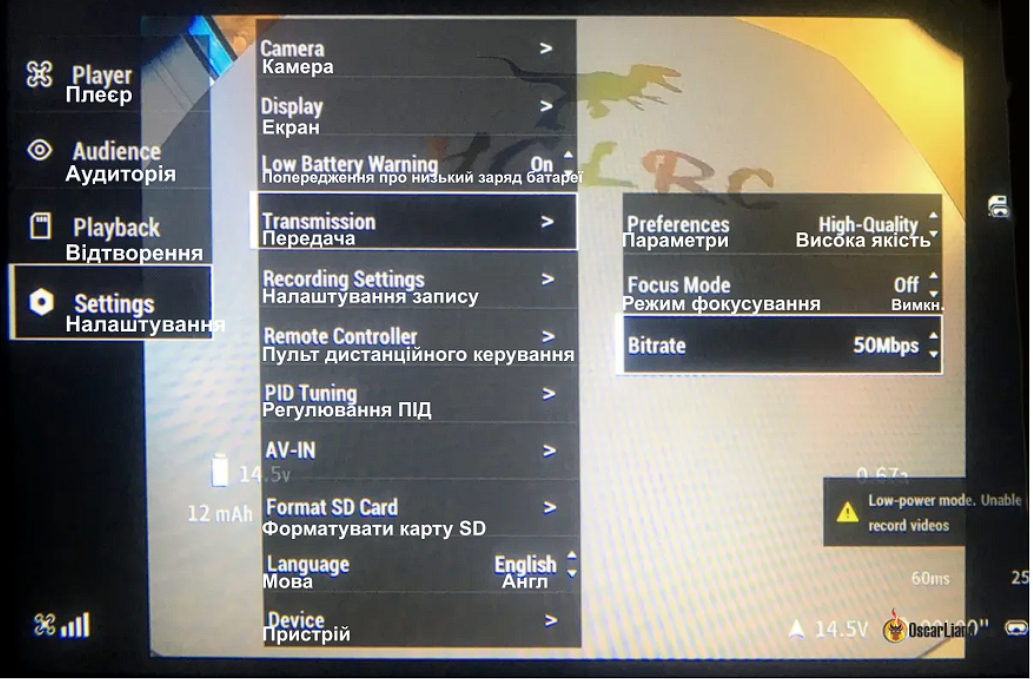 Player
Плеєр
Audience
Аудиторія
Playback
Відтворення
Settings
Налаштування
Camera >
Камера
Display >
Екран
Low Battery Warning On
Попередження про низький заряд батареї
Transmission >
Передача
Recording Settings >
Налаштування запису
Remote Controller >
Пульт дистанційного керування
PID Tuning >
Регулювання ПІД
AV-IN >
Format SD Card >
Форматувати карту SD
Language English
Мова Англ
Device >
Пристрій
Preferences High-Quality
Параметри Висока якість
Focus Mode Off
Режим фокусування Вимкн.
Bitrate 50Mbps
14.5v
12 mAh
0.67a
Low-power mode. Unable
record videos
60ms
25
14.5V